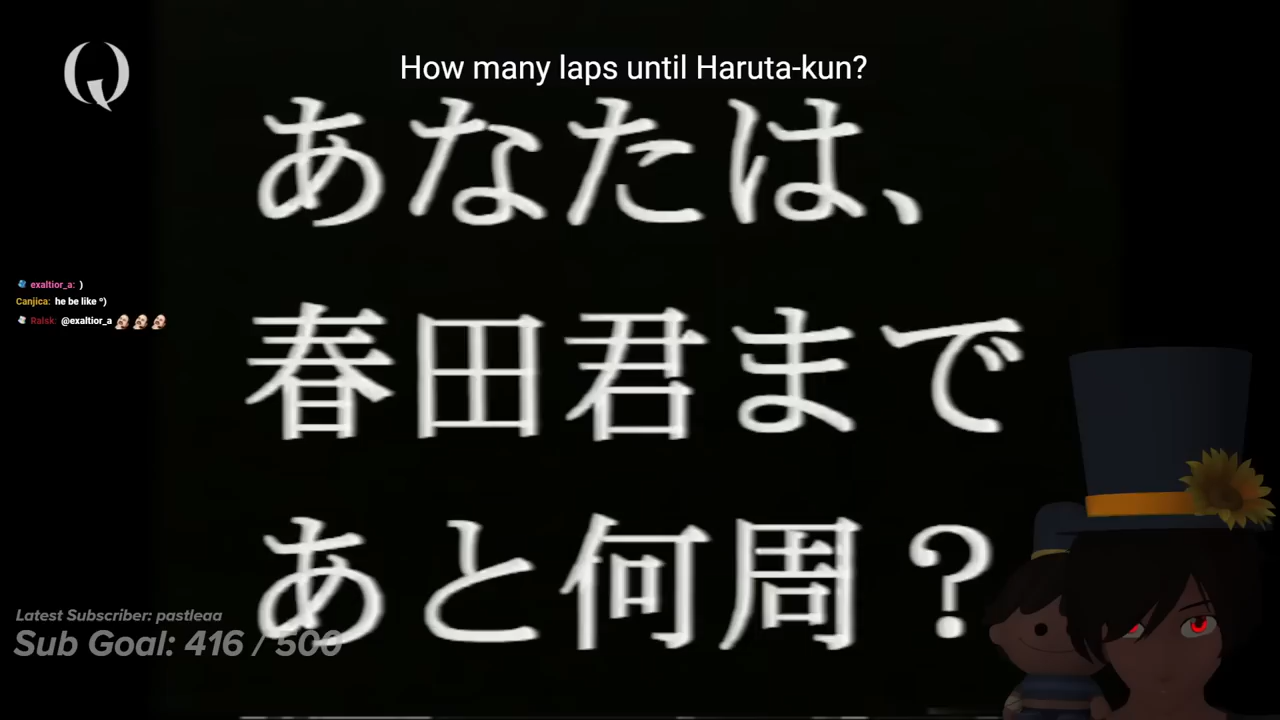 Q
How many laps until Haruta-kun?
あなたは、
春田君まで
あと何周？
exaltior_a: )
Canjica: he be like º)
Ralsk: @exaltior_a
Latest Subscriber: pastleaa
Sub Goal: 416 / 500